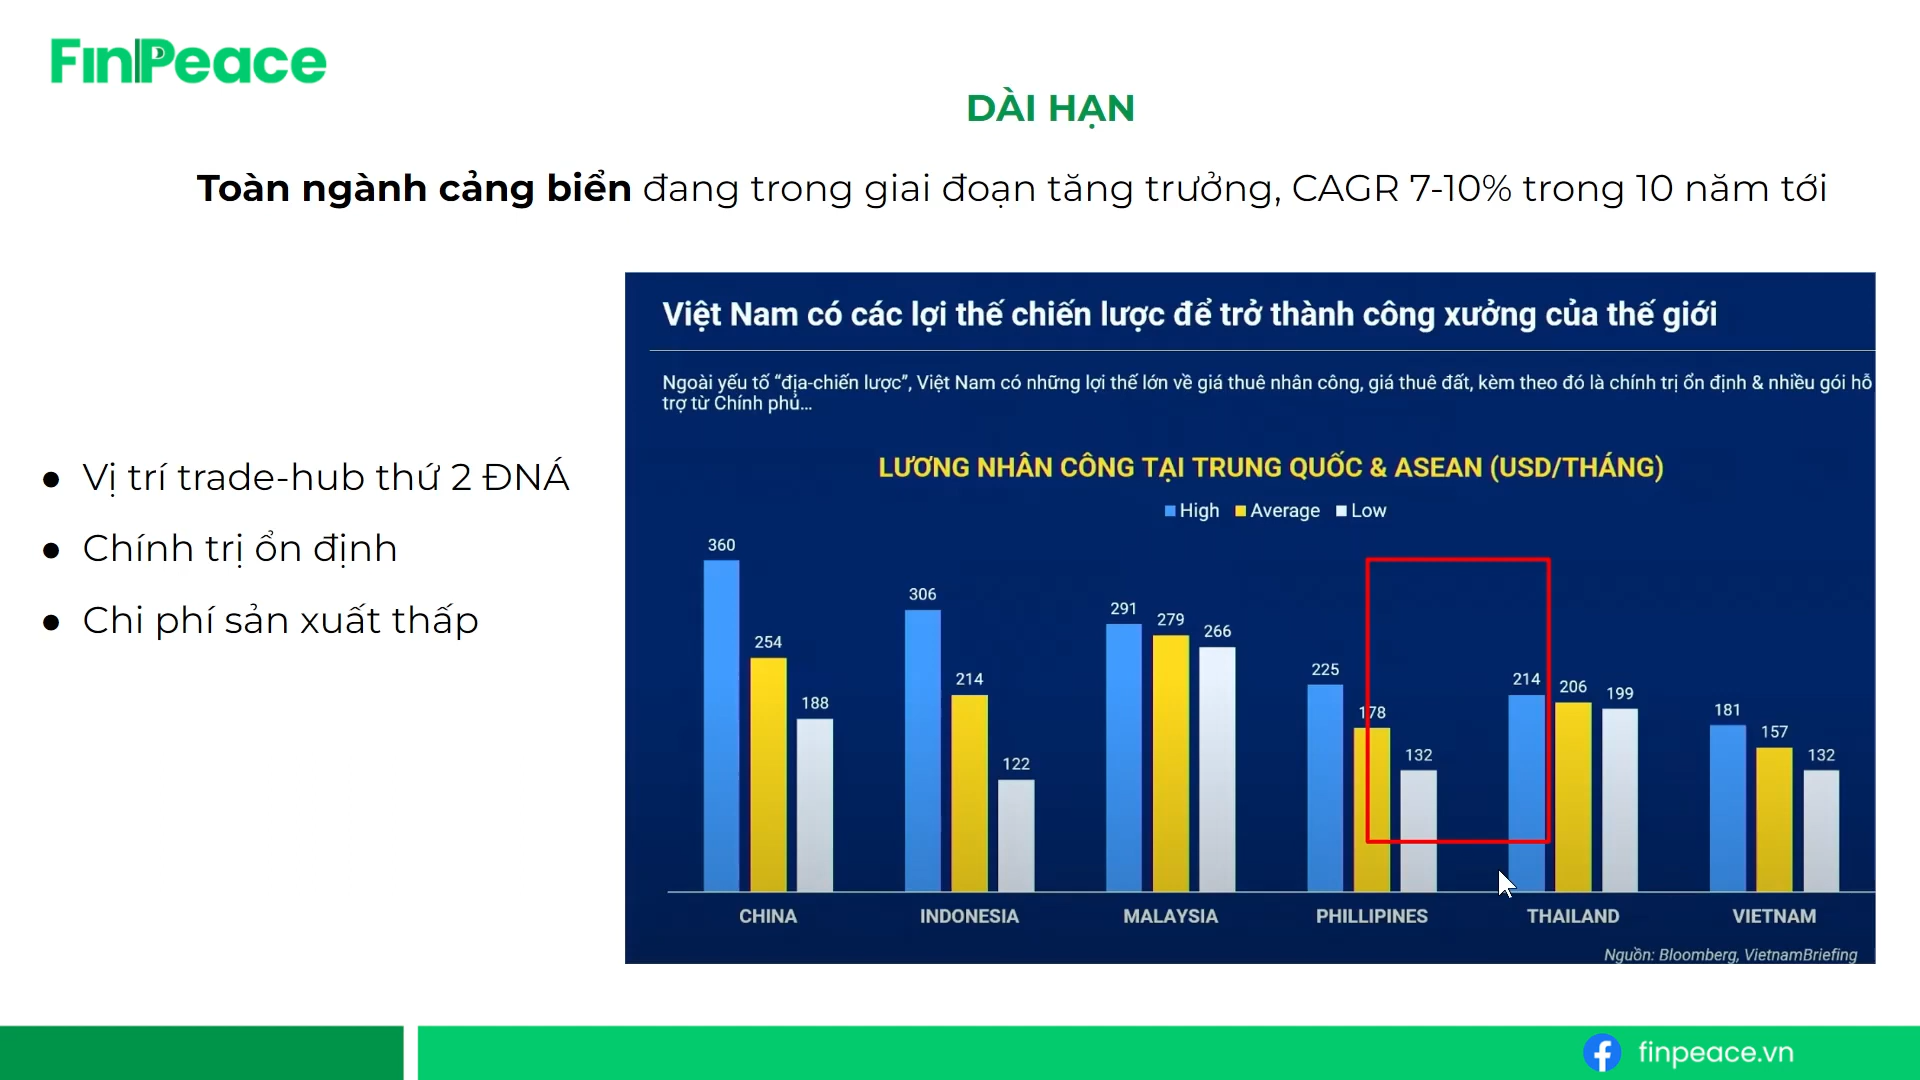 FinPeace
DÀI HẠN
Toàn ngành cảng biển đang trong giai đoạn tăng trưởng, CAGR 7-10% trong 10 năm tới
● Vị trí trade-hub thứ 2 ĐNÁ
● Chính trị ổn định
● Chi phí sản xuất thấp
Việt Nam có các lợi thế chiến lược để trở thành công xưởng của thế giới
Ngoài yếu tố “địa-chiến lược”, Việt Nam có những lợi thế lớn về giá thuê nhân công, giá thuê đất, kèm theo đó là chính trị ổn định & nhiều gói hỗ
trợ từ Chính phủ...
LƯƠNG NHÂN CÔNG TẠI TRUNG QUỐC & ASEAN (USD/THÁNG)
High Average Low
360 254 188
306 214 122
291 279 266
225 178 132
214 206 199
181 157 132
CHINA INDONESIA MALAYSIA PHILLIPINES THAILAND VIETNAM
Nguồn: Bloomberg, VietnamBriefing
finpeace.vn